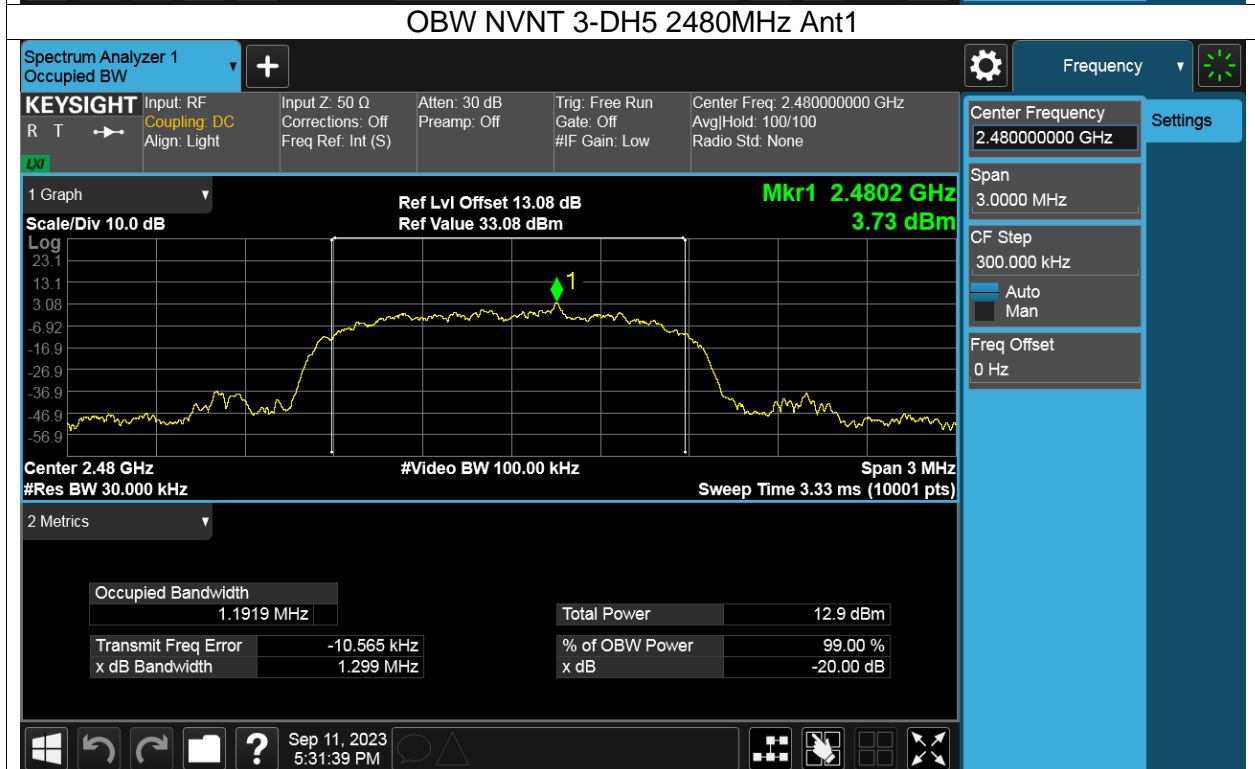 OBW NVNT 3-DH5 2480MHz Ant1
Spectrum Analyzer 1
Occupied BW
Frequency
KEYSIGHT
R T
LXI
Input: RF
Coupling: DC
Align: Light
Input Z: 50 Ω
Corrections: Off
Freq Ref: Int (S)
Atten: 30 dB
Preamp: Off
Trig: Free Run
Gate: Off
#IF Gain: Low
Center Freq: 2.480000000 GHz
Avg|Hold: 100/100
Radio Std: None
Center Frequency
2.480000000 GHz
Settings
Span
3.0000 MHz
CF Step
300.000 kHz
Auto
Man
Freq Offset
0 Hz
1 Graph
Scale/Div 10.0 dB
Ref Lvl Offset 13.08 dB
Ref Value 33.08 dBm
Mkr1 2.4802 GHz
3.73 dBm
Log
23.1
13.1
3.08
-6.92
-16.9
-26.9
-36.9
-46.9
-56.9
1
Center 2.48 GHz
#Res BW 30.000 kHz
#Video BW 100.00 kHz
Span 3 MHz
Sweep Time 3.33 ms (10001 pts)
2 Metrics
Occupied Bandwidth
1.1919 MHz
Transmit Freq Error -10.565 kHz
x dB Bandwidth 1.299 MHz
Total Power 12.9 dBm
% of OBW Power 99.00 %
x dB -20.00 dB
?
Sep 11, 2023
5:31:39 PM